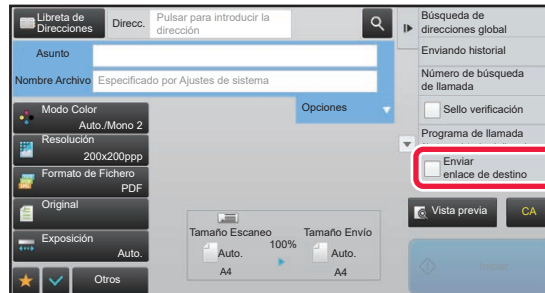 Libreta de
Direcciones
Direcc.
Pulsar para introducir la
dirección
Asunto
Nombre Archivo
Especificado por Ajustes de sistema
Opciones
Modo Color
Auto./Mono 2
Resolución
200x200ppp
Formato de Fichero
PDF
Original
Exposición
Auto.
Otros
Tamaño Escaneo
Auto.
A4
100%
Tamaño Envío
Auto.
A4
Búsqueda de
direcciones global
Enviando historial
Número de búsqueda
de llamada
Sello verificación
Programa de llamada
Enviar
enlace de destino
Vista previa
CA
Iniciar